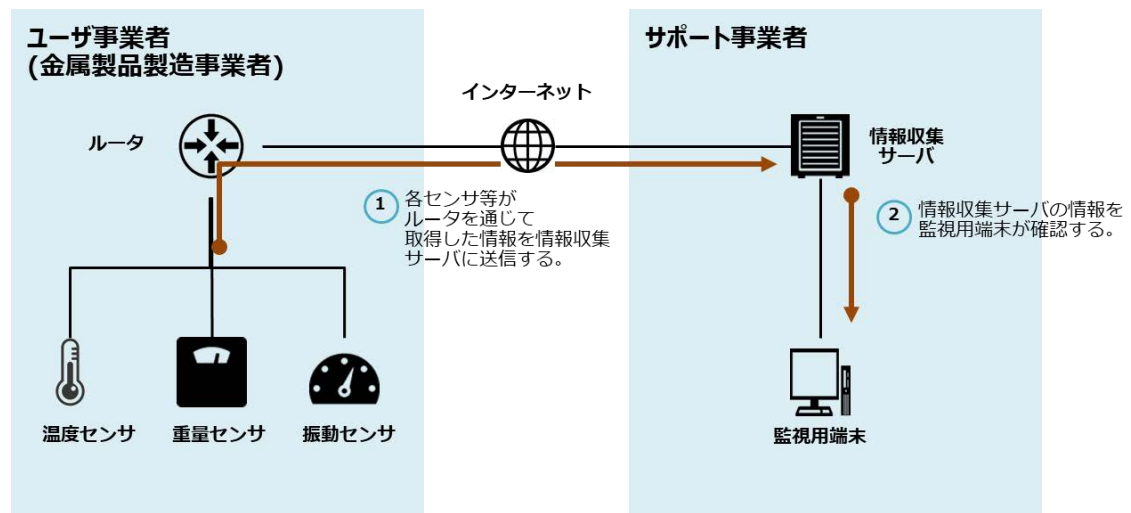 ユーザ事業者
(金属製品製造事業者)
サポート事業者
インターネット
ルータ
情報収集
サーバ
1
各センサ等が
ルータを通じて
取得した情報を情報収集
サーバに送信する。
2
情報収集サーバの情報を
監視用端末が確認する。
温度センサ
重量センサ
振動センサ
監視用端末